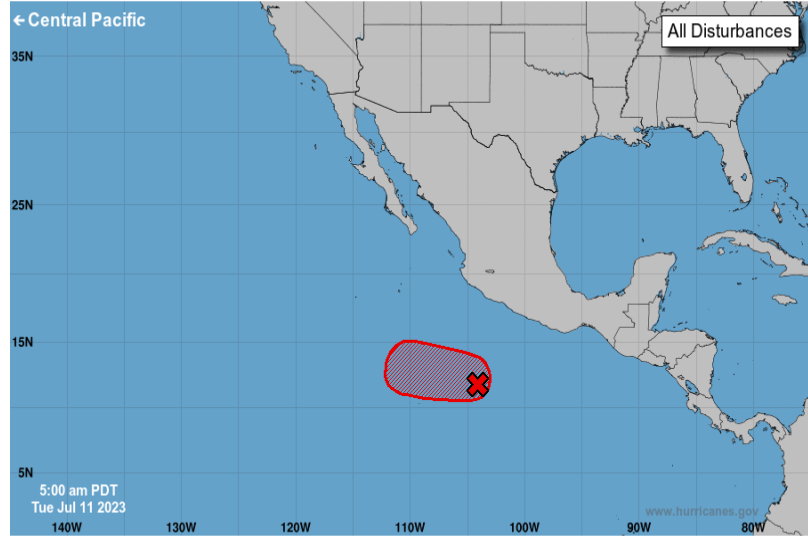 ← Central Pacific
All Disturbances
35N
25N
15N
5N
5:00 am PDT
Tue Jul 11 2023
www.hurricanes.gov
140W 130W 120W 110W 100W 90W 80W